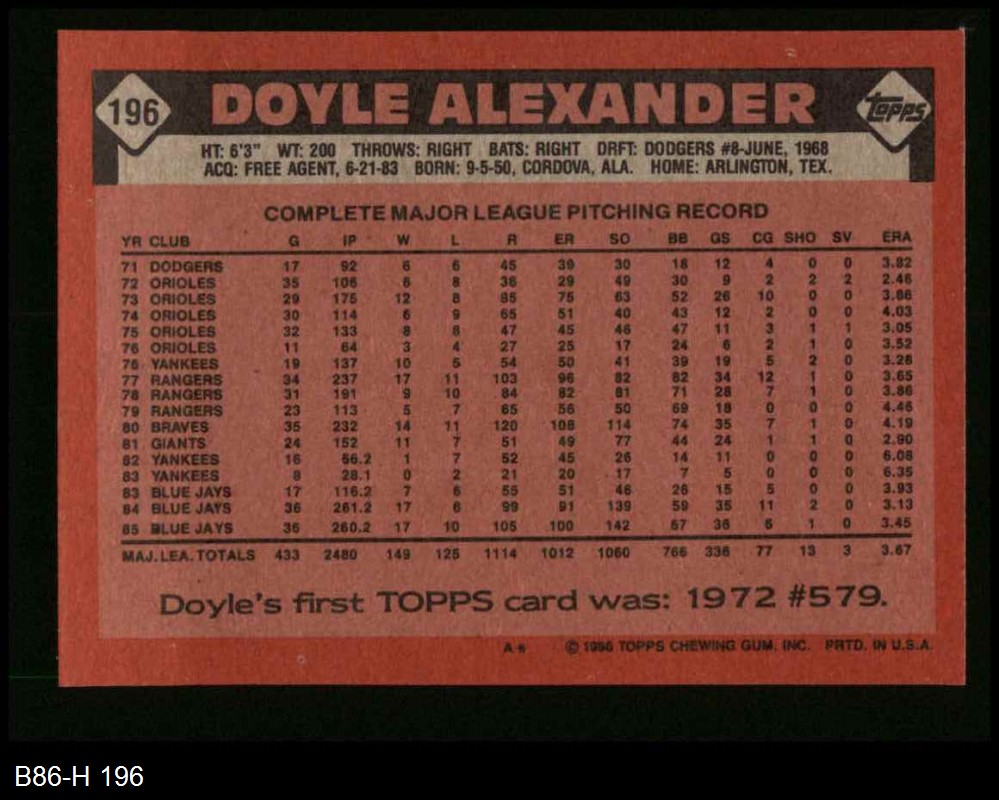 196
DOYLE ALEXANDER
TOPPS
HT: 6'3" WT: 200 THROWS: RIGHT BATS: RIGHT DRFT: DODGERS #8-JUNE, 1968
ACQ: FREE AGENT, 6-21-83 BORN: 9-5-50, CORDOVA, ALA. HOME: ARLINGTON, TEX.
COMPLETE MAJOR LEAGUE PITCHING RECORD
YR CLUB G IP W L R ER SO BB GS CG SHO SV ERA
71 DODGERS 17 92 6 6 45 39 30 18 12 4 0 0 3.82
72 ORIOLES 35 106 6 8 36 29 49 30 9 2 2 2 2.46
73 ORIOLES 29 175 12 8 85 75 63 52 26 10 0 0 3.86
74 ORIOLES 30 114 6 9 65 51 40 43 12 2 0 0 4.03
75 ORIOLES 32 133 8 8 47 45 46 47 11 3 1 1 3.05
76 ORIOLES 11 64 3 4 27 25 17 24 6 2 1 0 3.52
76 YANKEES 19 137 10 5 54 50 41 39 19 5 2 0 3.28
77 RANGERS 34 237 17 11 103 96 82 82 34 12 1 0 3.65
78 RANGERS 31 191 9 10 84 82 81 71 28 7 1 0 3.86
79 RANGERS 23 113 5 7 65 56 50 69 18 0 0 0 4.46
80 BRAVES 35 232 14 11 120 108 114 74 35 7 1 0 4.19
81 GIANTS 24 152 11 7 51 49 77 44 24 1 1 0 2.90
82 YANKEES 16 66.2 1 7 52 45 26 14 11 0 0 0 6.08
83 YANKEES 8 28.1 0 2 21 20 17 7 5 0 0 0 6.35
83 BLUE JAYS 17 116.2 7 6 55 51 46 26 15 5 0 0 3.93
84 BLUE JAYS 36 261.2 17 6 99 91 139 59 35 11 2 0 3.13
85 BLUE JAYS 36 260.2 17 10 105 100 142 67 36 6 1 0 3.45
MAJ. LEA. TOTALS 433 2480 149 125 1114 1012 1060 766 336 77 13 3 3.67
Doyle's first TOPPS card was: 1972 #579.
A © 1986 TOPPS CHEWING GUM, INC. PRTD. IN U.S.A.
B86-H 196